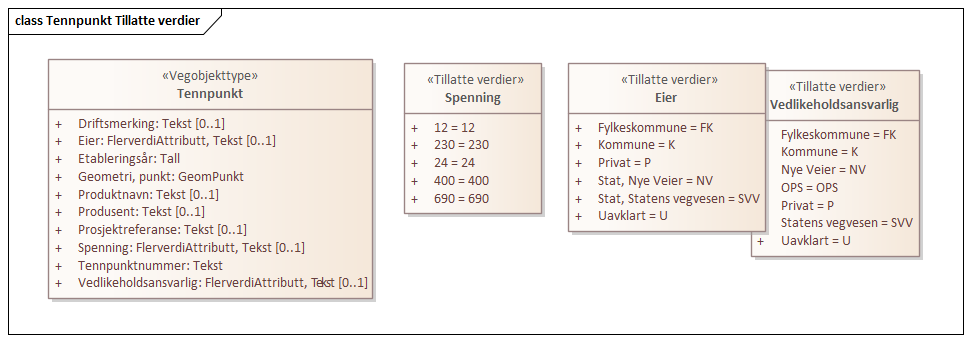 class Tennpunkt Tillatte verdier
«Vegobjekttype»
Tennpunkt
+ Driftsmerking: Tekst [0..1]
+ Eier: FlerverdiAttributt, Tekst [0..1]
+ Etableringsår: Tall
+ Geometri, punkt: GeomPunkt
+ Produktnavn: Tekst [0..1]
+ Produsent: Tekst [0..1]
+ Prosjektreferanse: Tekst [0..1]
+ Spenning: FlerverdiAttributt, Tekst [0..1]
+ Tennpunktnummer: Tekst
+ Vedlikeholdsansvarlig: FlerverdiAttributt, Tekst [0..1]
«Tillatte verdier»
Spenning
+ 12 = 12
+ 230 = 230
+ 24 = 24
+ 400 = 400
+ 690 = 690
«Tillatte verdier»
Eier
+ Fylkeskommune = FK
+ Kommune = K
+ Privat = P
+ Stat, Nye Veier = NV
+ Stat, Statens vegvesen = SVV
+ Uavklart = U
«Tillatte verdier»
Vedlikeholdsansvarlig
Fylkeskommune = FK
Kommune = K
Nye Veier = NV
OPS = OPS
Privat = P
Statens vegvesen = SVV
+ Uavklart = U